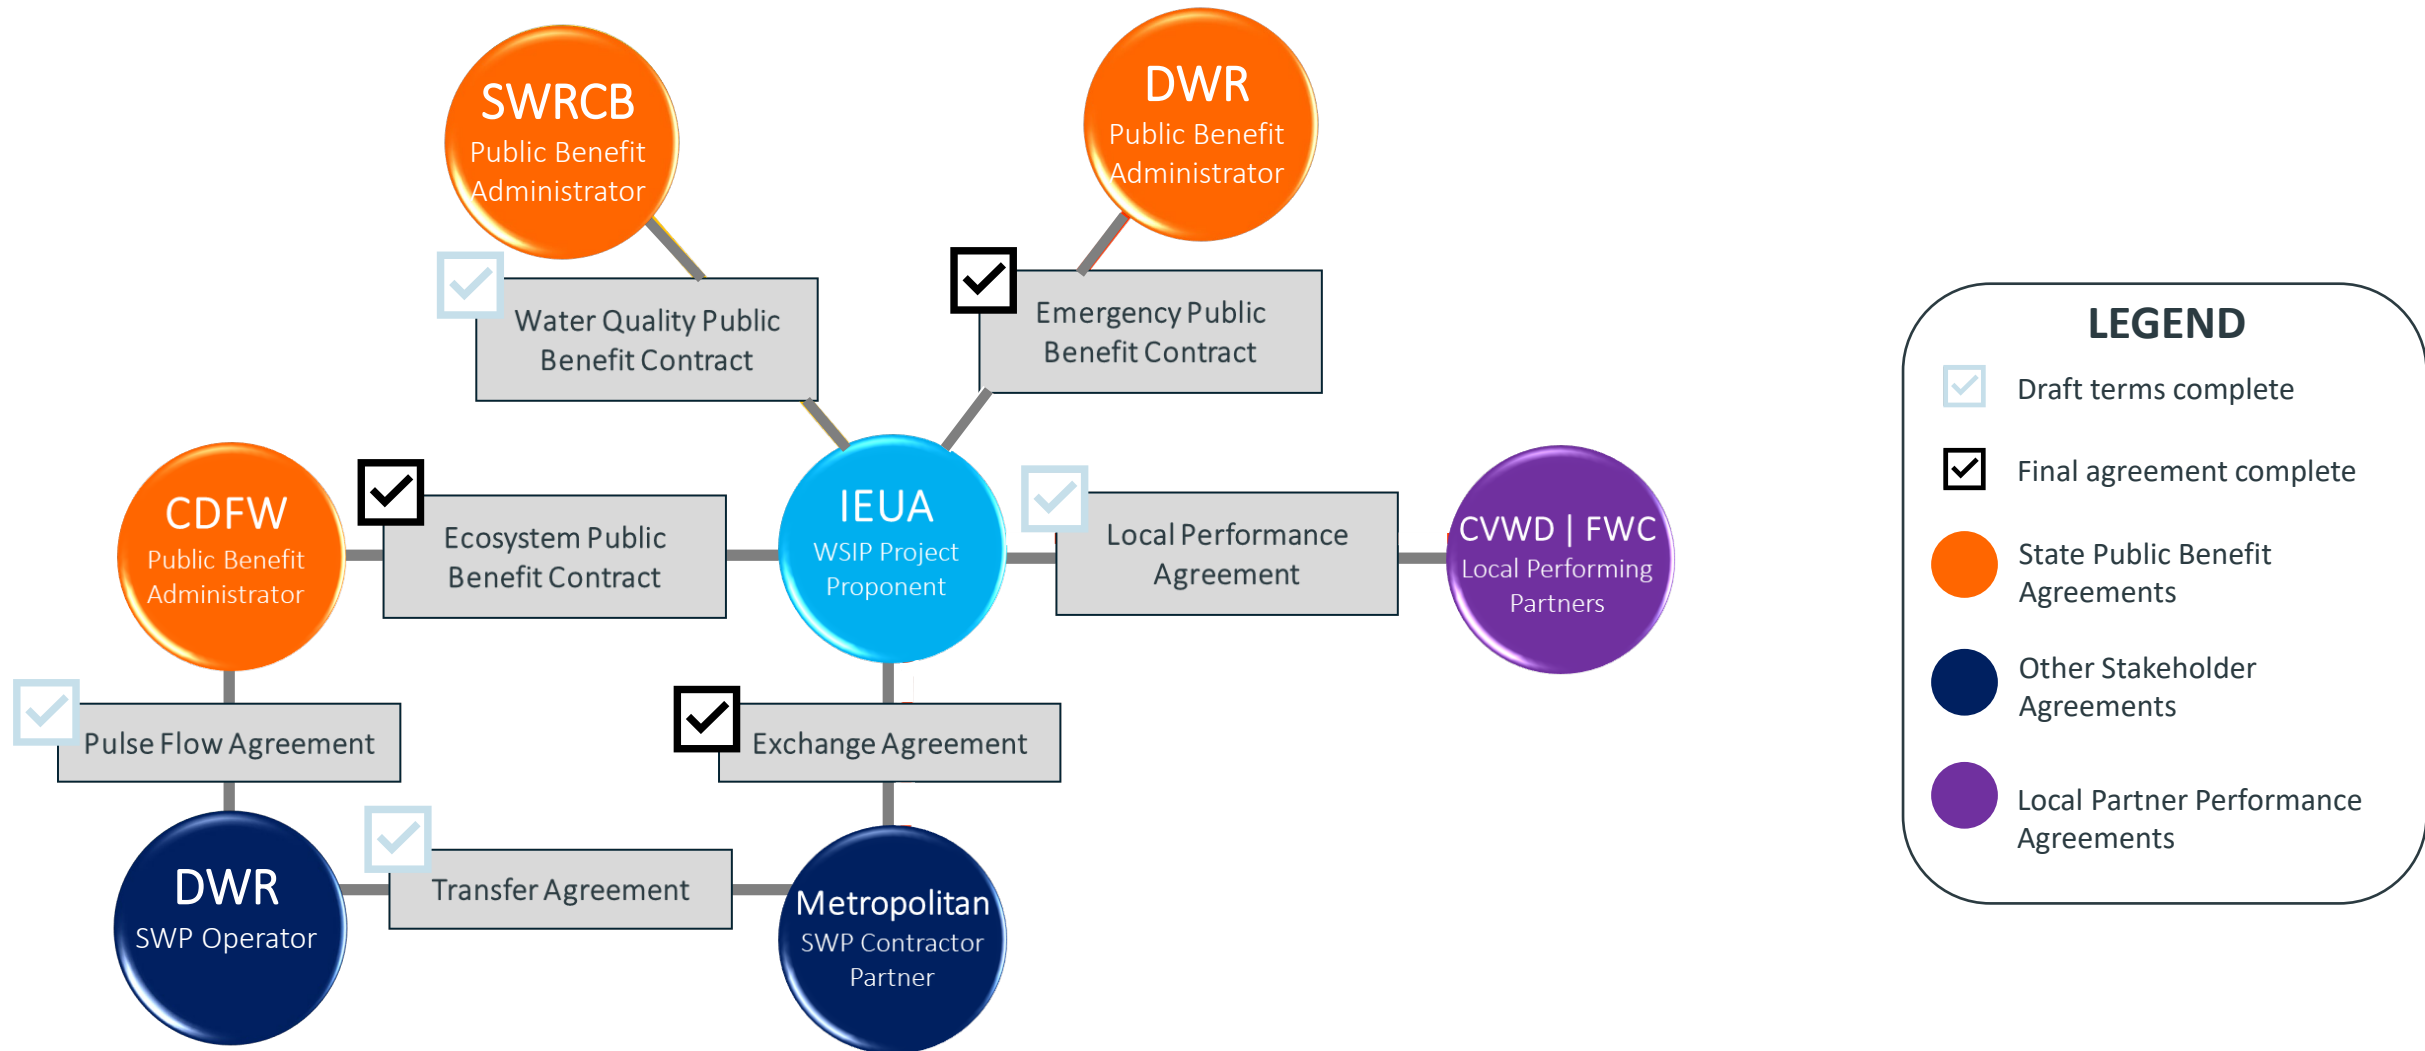 SWRCB
Public Benefit
Administrator
DWR
Public Benefit
Administrator
Water Quality Public
Benefit Contract
Emergency Public
Benefit Contract
CDFW
Public Benefit
Administrator
Ecosystem Public
Benefit Contract
IEUA
WSIP Project
Proponent
Local Performance
Agreement
CVWD | FWC
Local Performing
Partners
Pulse Flow Agreement
Exchange Agreement
DWR
SWP Operator
Transfer Agreement
Metropolitan
SWP Contractor
Partner
LEGEND
Draft terms complete
Final agreement complete
State Public Benefit
Agreements
Other Stakeholder
Agreements
Local Partner Performance
Agreements